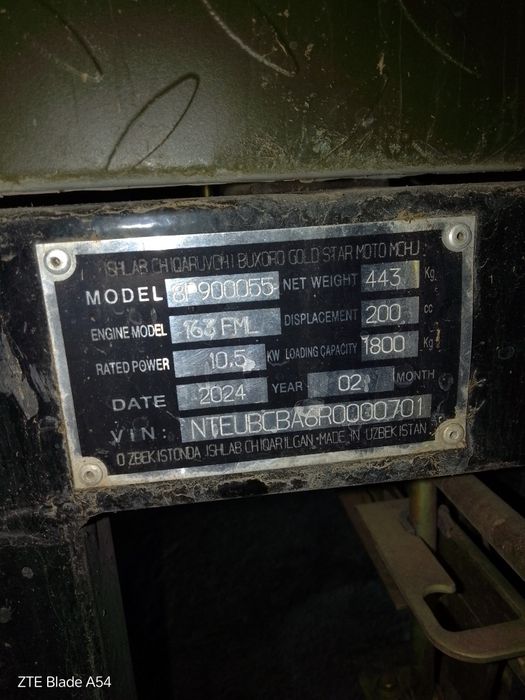 ISHLAB CHIQARUVCHI BUXORO GOLD STAR MOTO MCHJ
MODEL 8P900055 NET WEIGHT 443 Kg
ENGINE MODEL 163 FML DISPLACEMENT 200 cc
RATED POWER 10.5 KW LOADING CAPACITY 1800 Kg
DATE 2024 YEAR 02 MONTH
VIN: NTEUBCBA6R0000701
O'ZBEKISTONDA ISHLAB CHIQARILGAN • MADE IN UZBEKISTAN
ZTE Blade A54